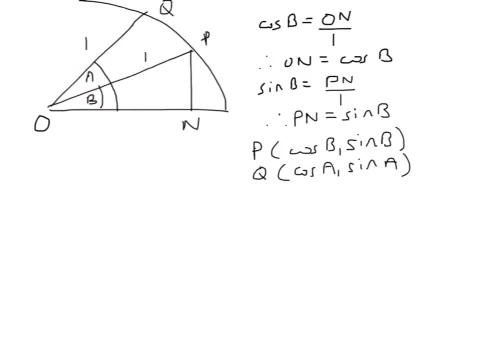 Q
P
1
1
A
B
O
N
cos B = ON/1
∴ ON = cos B
sin B = PN/1
∴ PN = sin B
P (cos B, sin B)
Q (cos A, sin A)